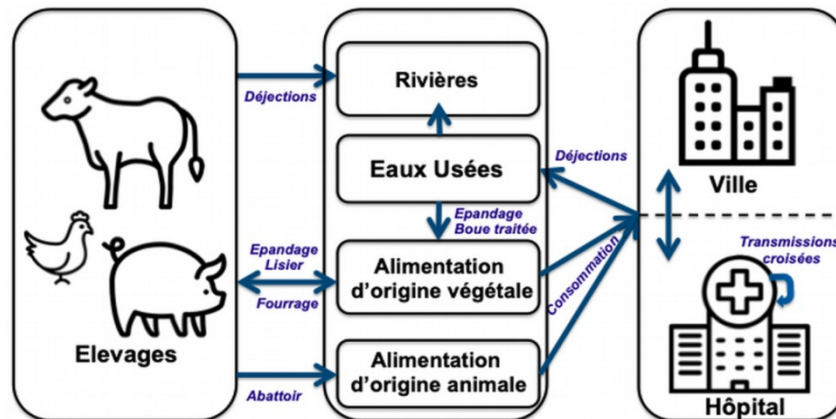 Elevages
Déjections
Epandage
Lisier
Fourrage
Abattoir
Rivières
Eaux Usées
Epandage
Boue traitée
Alimentation
d'origine végétale
Alimentation
d'origine animale
Déjections
Consommation
Ville
Transmissions
croisées
Hôpital